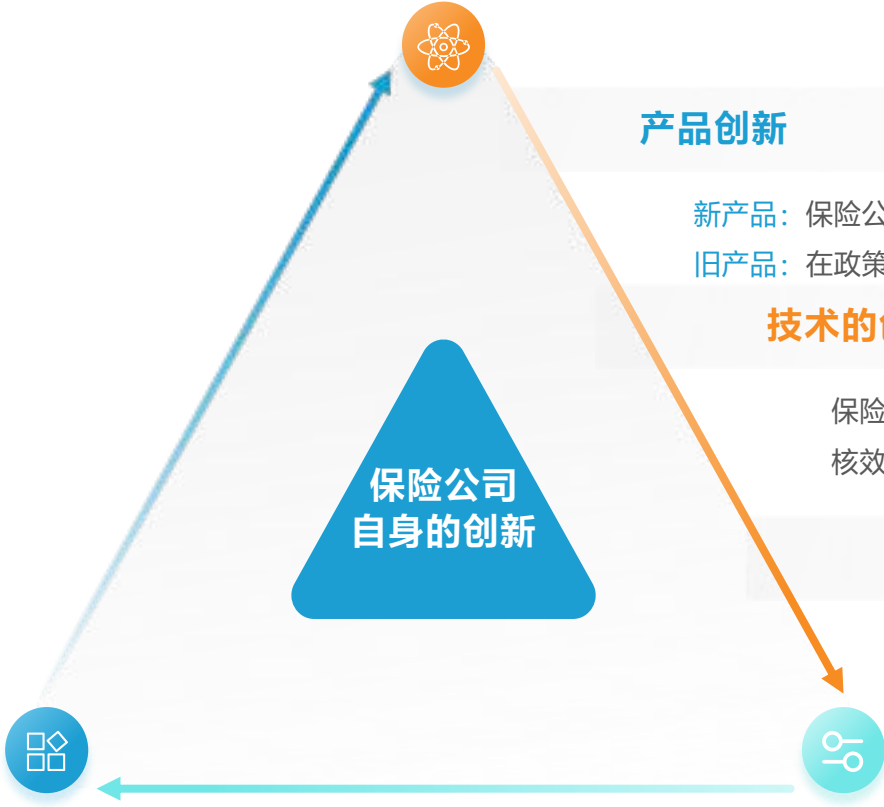 产品创新
新产品：保险公
旧产品：在政策
技术的
保险
核效
保险公司
自身的创新